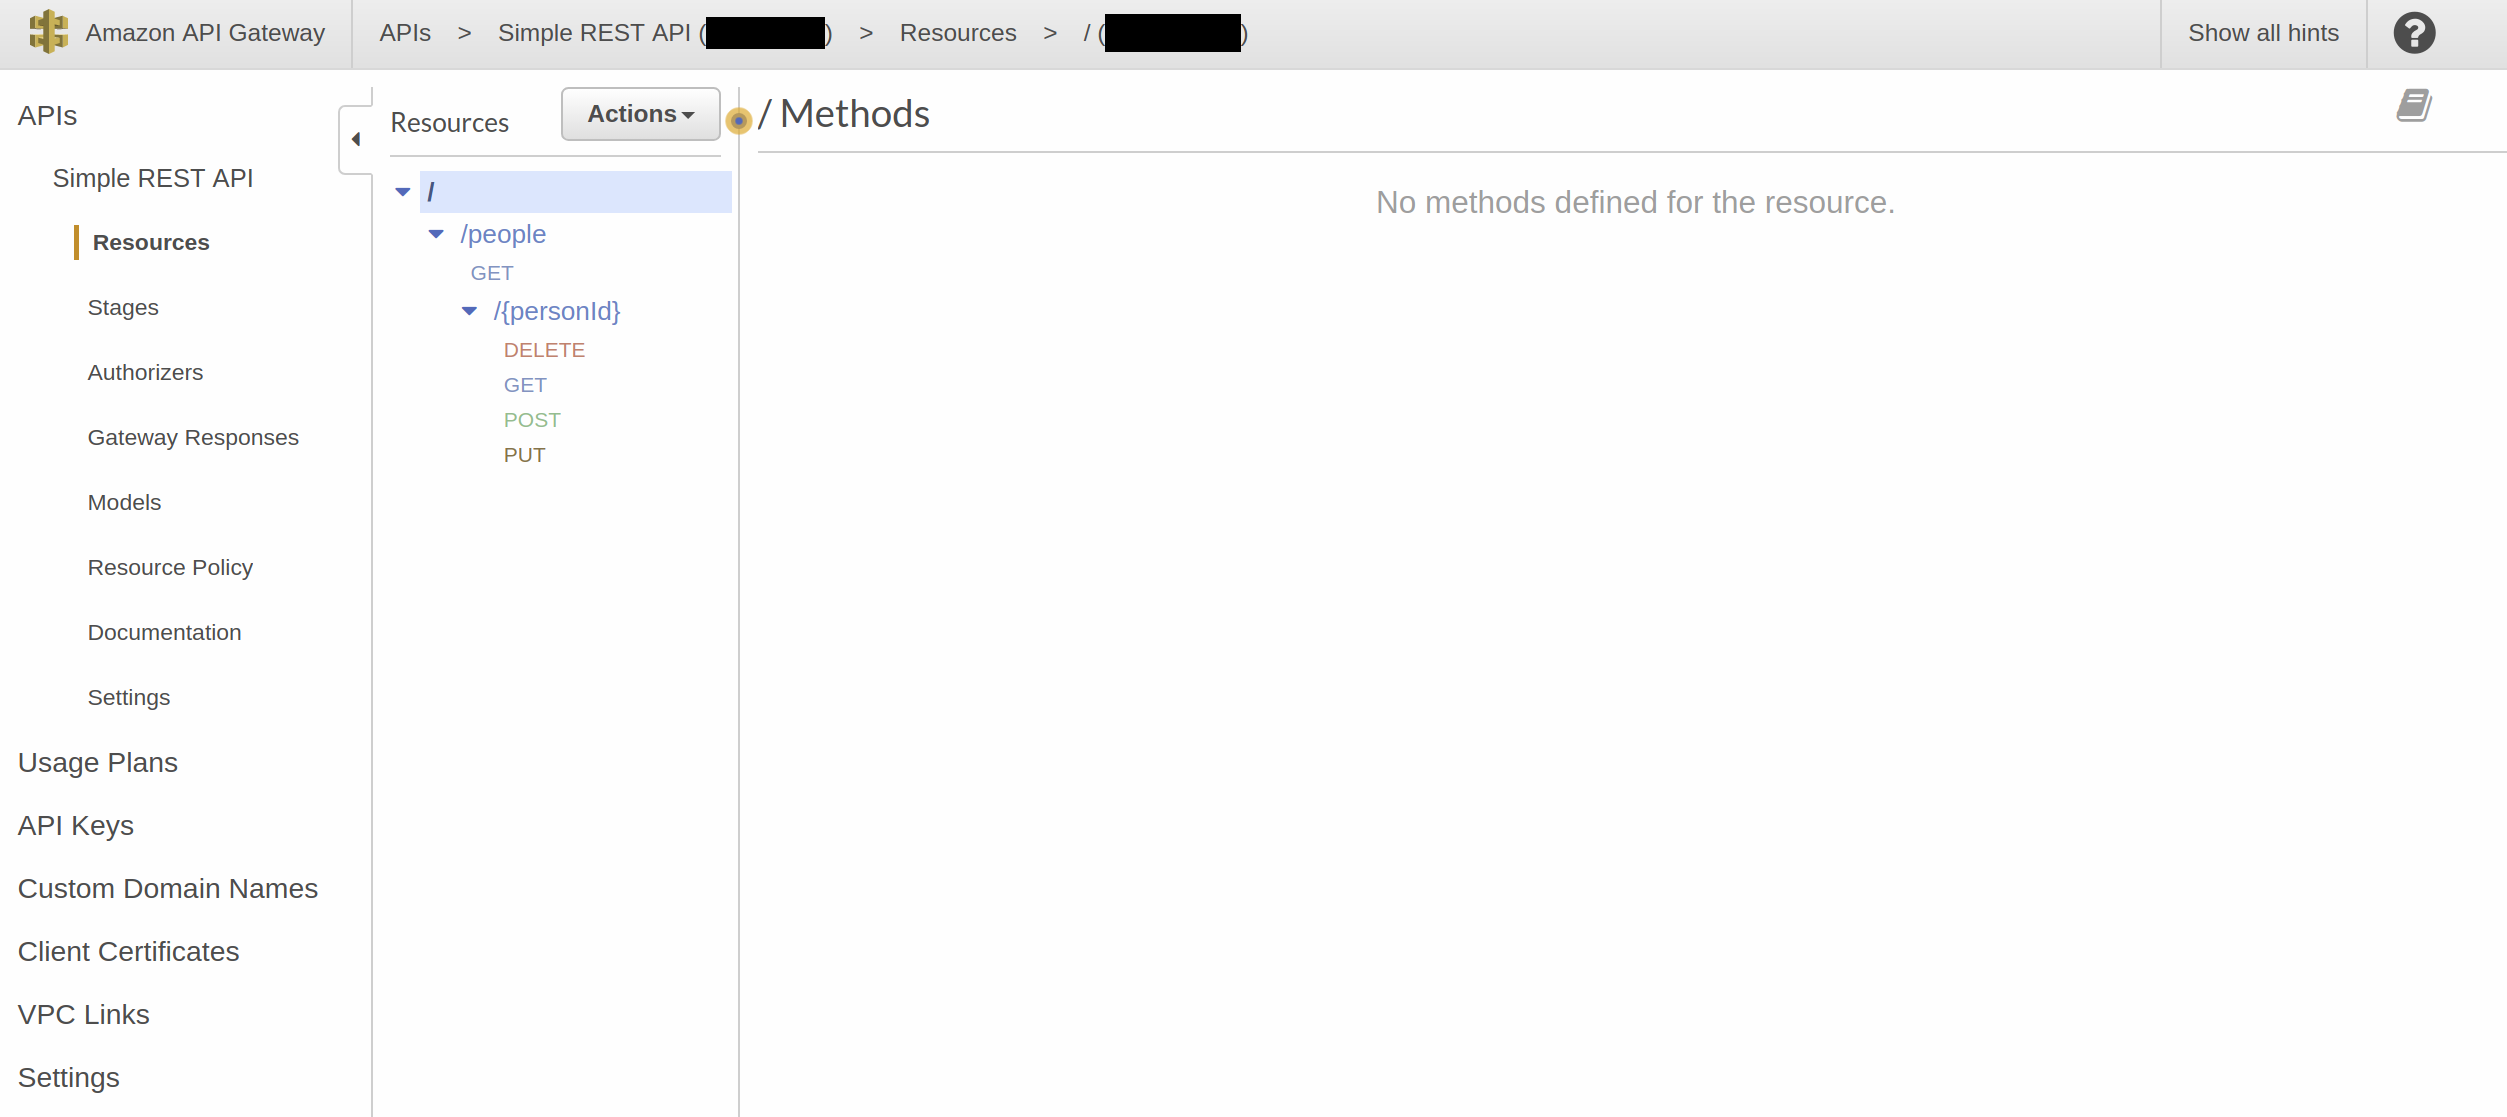 Amazon API Gateway APIs > Simple REST API ( ) > Resources > / ( ) Show all hints ?
APIs
Simple REST API
Resources
Stages
Authorizers
Gateway Responses
Models
Resource Policy
Documentation
Settings
Usage Plans
API Keys
Custom Domain Names
Client Certificates
VPC Links
Settings
Resources Actions
/
/people
GET
/{personId}
DELETE
GET
POST
PUT
/ Methods
No methods defined for the resource.